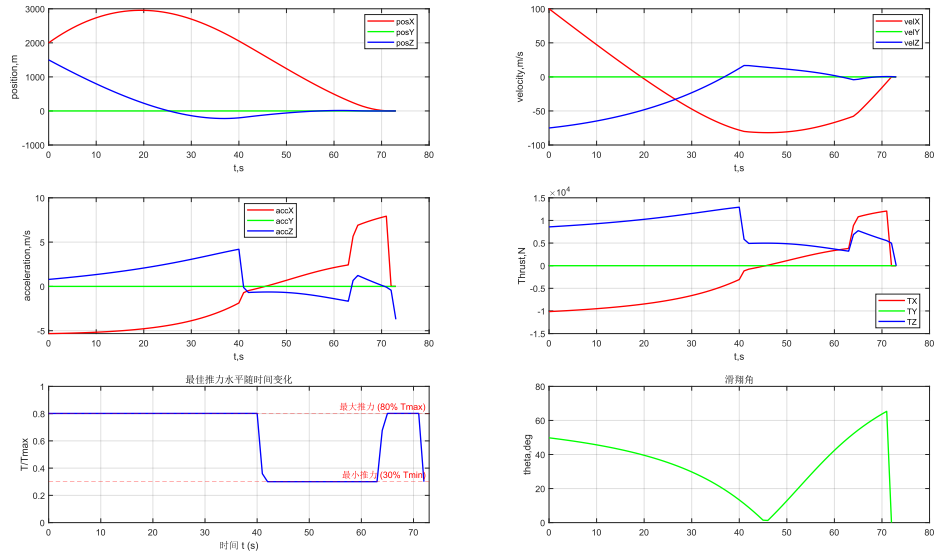 3000
2000
1000
0
-1000
position,m
posX
posY
posZ
0 10 20 30 40 50 60 70 80
t,s
100
50
0
-50
-100
velocity,m/s
velX
velY
velZ
0 10 20 30 40 50 60 70 80
t,s
10
5
0
-5
acceleration,m/s
accX
accY
accZ
0 10 20 30 40 50 60 70 80
t,s
×10⁴
1.5
1
0.5
0
-0.5
-1
-1.5
Thrust,N
TX
TY
TZ
0 10 20 30 40 50 60 70 80
t,s
最佳推力水平随时间变化
1
0.8
0.6
0.4
0.2
0
T/Tmax
最大推力 (80% Tmax)
最小推力 (30% Tmin)
0 10 20 30 40 50 60 70
时间 t (s)
滑翔角
80
60
40
20
0
theta,deg
0 10 20 30 40 50 60 70 80